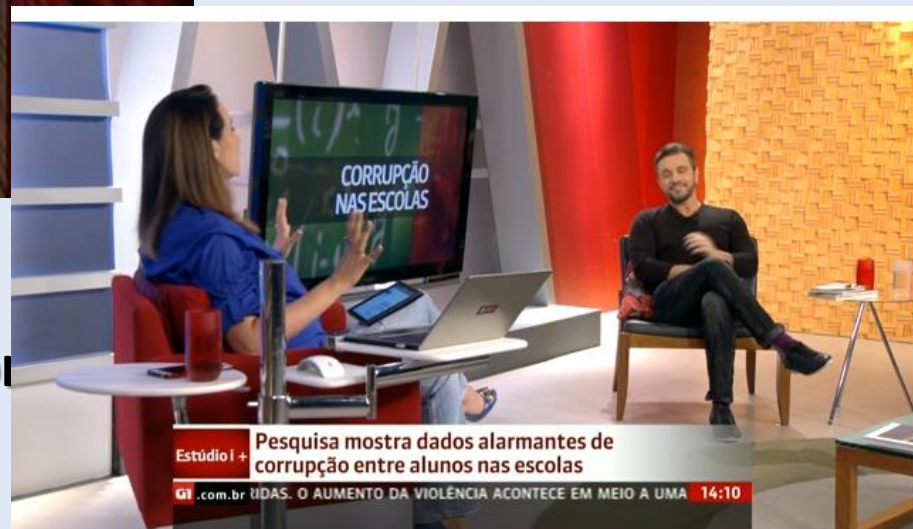 CORRUPÇÃO
NAS ESCOLAS
Estúdio i +
Pesquisa mostra dados alarmantes de
corrupção entre alunos nas escolas
G1 .com.br RIDAS. O AUMENTO DA VIOLÊNCIA ACONTECE EM MEIO A UMA 14:10